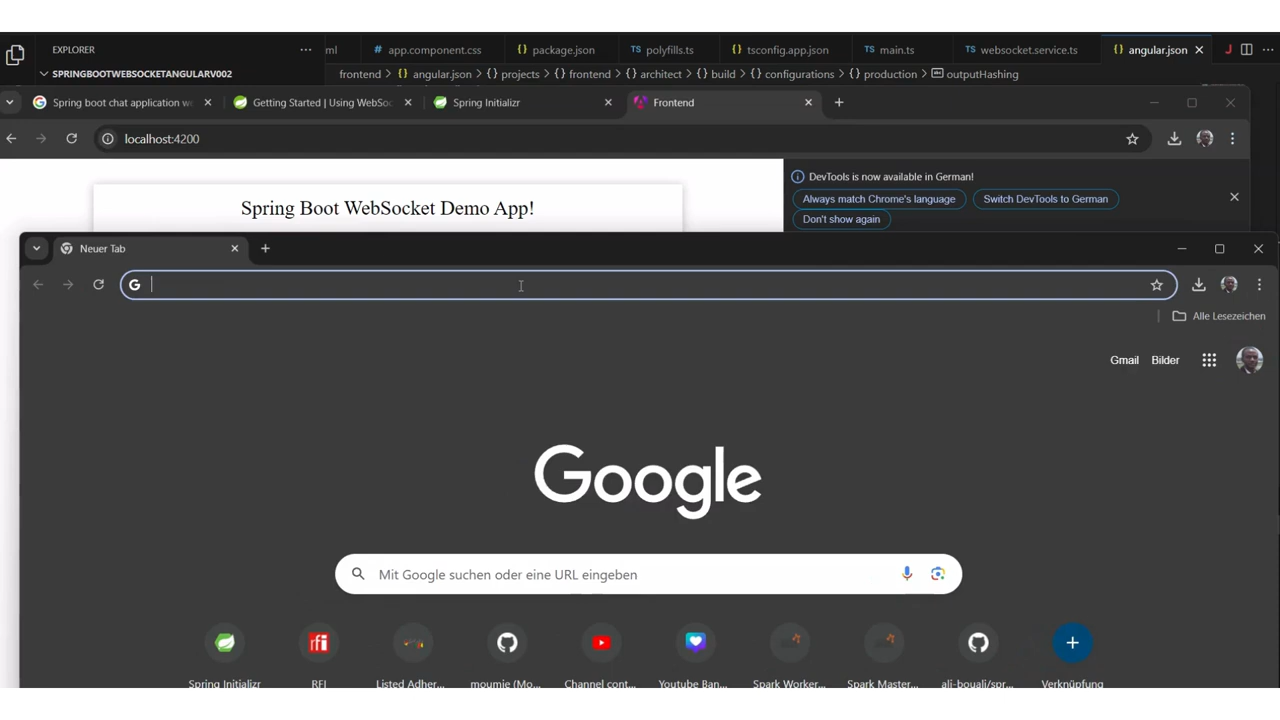 EXPLORER
ml
app.component.css
package.json
polyfills.ts
tsconfig.app.json
main.ts
websocket.service.ts
angular.json
SPRINGBOOTWEBSOCKETANGULARV002
frontend > angular.json > projects > frontend > architect > build > configurations > production > outputHashing
Spring boot chat application w
Getting Started | Using WebSoc
Spring Initializr
Frontend
localhost:4200
DevTools is now available in German!
Always match Chrome's language
Switch DevTools to German
Don't show again
Spring Boot WebSocket Demo App!
Neuer Tab
Alle Lesezeichen
Gmail
Bilder
Google
Mit Google suchen oder eine URL eingeben
Spring Initializr
RFI
Listed Adher...
moumie (Mo...
Channel cont...
Youtube Ban...
Spark Worker...
Spark Master...
ali-bouali/spr...
Verknüpfung